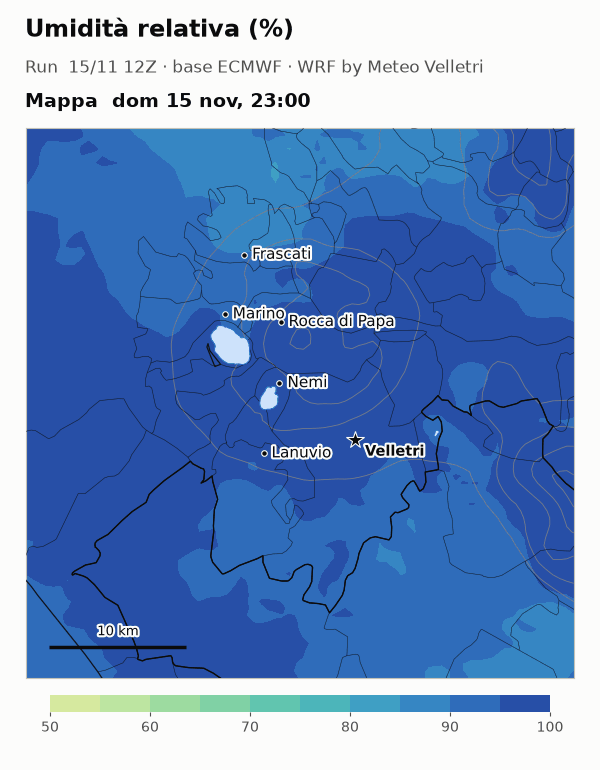 Umidità relativa (%)
Run  15/11 12Z · base ECMWF · WRF by Meteo Velletri
Mappa  dom 15 nov, 23:00
Frascati
Marino
Rocca di Papa
Nemi
Velletri
Lanuvio
10 km
50 60 70 80 90 100